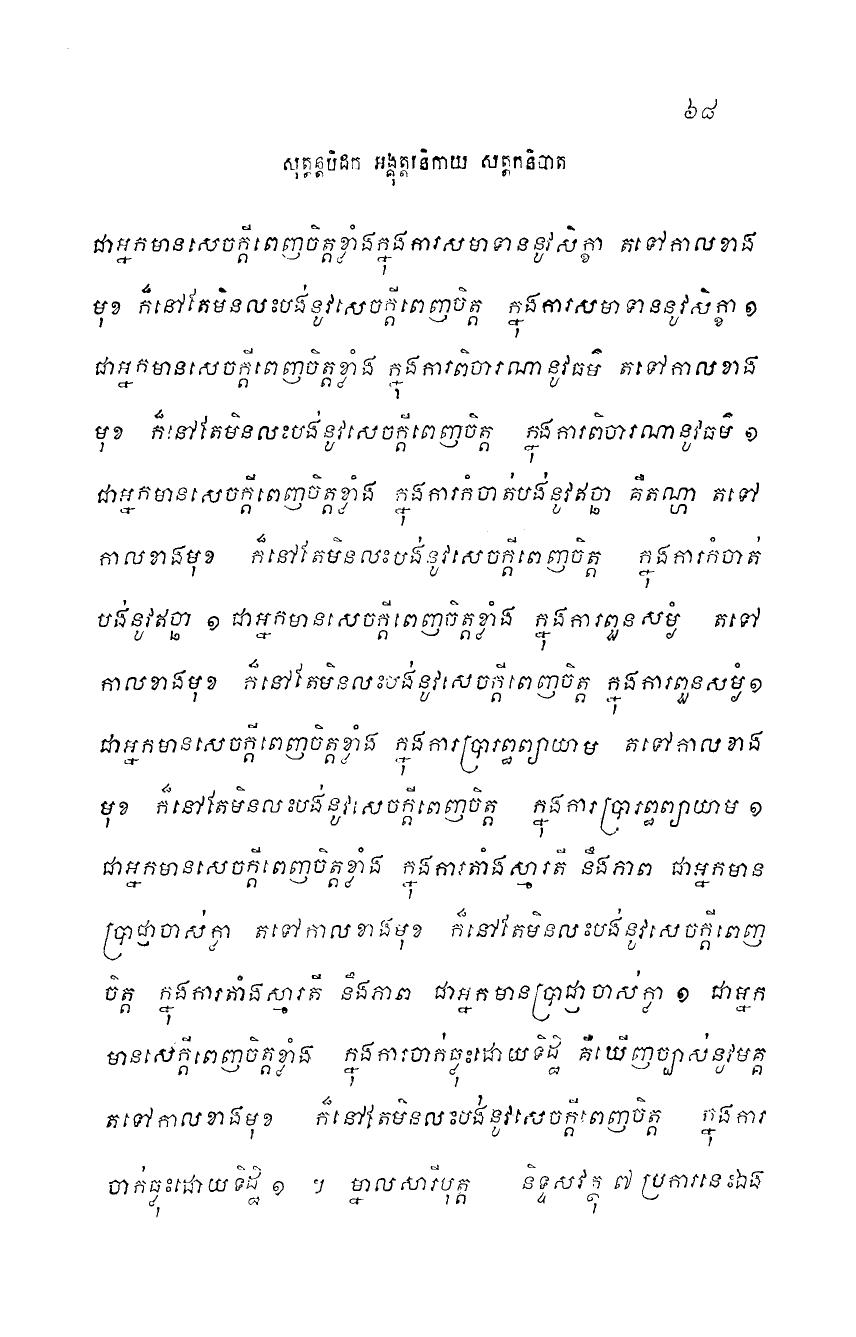 ៦៨
សុត្តន្តបិដក អង្គុត្តរនិកាយ សត្តកនិបាត
ជាអ្នកមានសេចក្តីពេញចិត្តខ្លាំងក្នុងការសមាទាននូវសិក្ខា តទៅកាលខាង
មុខ ក៏នៅតែមិនលះបង់នូវសេចក្តីពេញចិត្ត ក្នុងការសមាទាននូវសិក្ខា ១
ជាអ្នកមានសេចក្តីពេញចិត្តខ្លាំង ក្នុងការពិចារណានូវធម៌ តទៅកាលខាង
មុខ ក៏នៅតែមិនលះបង់នូវសេចក្តីពេញចិត្ត ក្នុងការពិចារណានូវធម៌ ១
ជាអ្នកមានសេចក្តីពេញចិត្តខ្លាំង ក្នុងការកំចាត់បង់នូវឥច្ឆា គឺតណ្ហា តទៅ
កាលខាងមុខ ក៏នៅតែមិនលះបង់នូវសេចក្តីពេញចិត្ត ក្នុងការកំចាត់
បង់នូវឥច្ឆា ១ ជាអ្នកមានសេចក្តីពេញចិត្តខ្លាំង ក្នុងការពួនសម្ងំ តទៅ
កាលខាងមុខ ក៏នៅតែមិនលះបង់នូវសេចក្តីពេញចិត្ត ក្នុងការពួនសម្ងំ ១
ជាអ្នកមានសេចក្តីពេញចិត្តខ្លាំង ក្នុងការប្រារព្ធព្យាយាម តទៅកាលខាង
មុខ ក៏នៅតែមិនលះបង់នូវសេចក្តីពេញចិត្ត ក្នុងការប្រារព្ធព្យាយាម ១
ជាអ្នកមានសេចក្តីពេញចិត្តខ្លាំង ក្នុងការតាំងស្មារតី នឹងភាព ជាអ្នកមាន
ប្រាជ្ញាចាស់ក្លា តទៅកាលខាងមុខ ក៏នៅតែមិនលះបង់នូវសេចក្តីពេញ
ចិត្ត ក្នុងការតាំងស្មារតី នឹងភាព ជាអ្នកមានប្រាជ្ញាចាស់ក្លា ១ ជាអ្នក
មានសេក្តីពេញចិត្តខ្លាំង ក្នុងការចាក់ធ្លុះដោយទិដ្ឋិ គឺឃើញច្បាស់នូវមគ្គ
តទៅកាលខាងមុខ ក៏នៅតែមិនលះបង់នូវសេចក្តីពេញចិត្ត ក្នុងការ
ចាក់ធ្លុះដោយទិដ្ឋិ ១ ។ ម្នាលសារីបុត្ត និទ្ទសវត្ថុ ៧ ប្រការនេះឯង